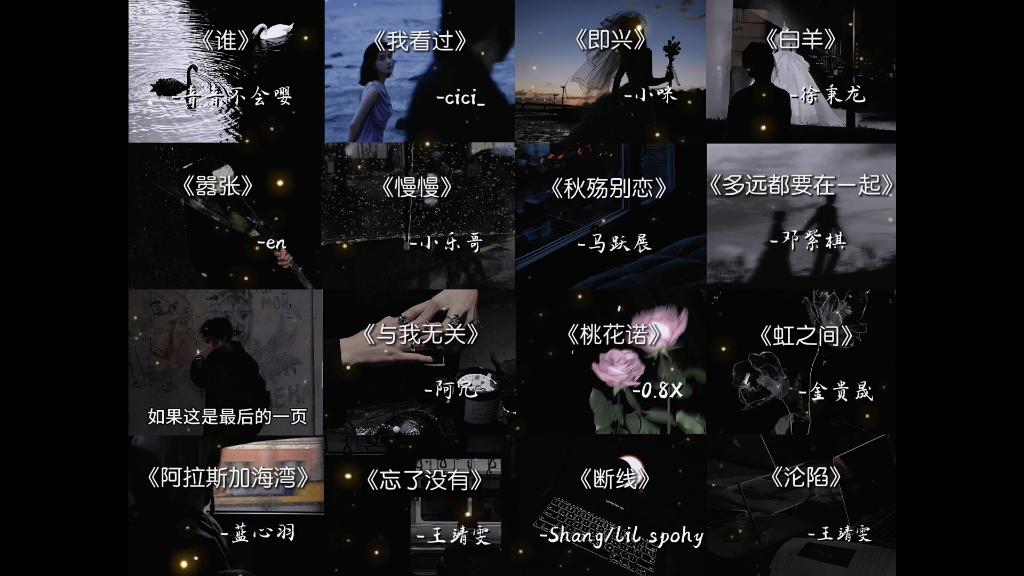 《谁》
-音音不会嘤
《我看过》
-cici_
《即兴》
-小咪
《白羊》
-徐秉龙
《嚣张》
-en
《慢慢》
-小乐哥
《秋殇别恋》
-马跃展
《多远都要在一起》
-邓紫棋
如果这是最后的一页
《与我无关》
-阿冗
《桃花诺》
-0.8X
《虹之间》
-金贵晟
《阿拉斯加海湾》
-蓝心羽
《忘了没有》
-王靖雯
《断线》
-Shang/lil spohy
《沦陷》
-王靖雯